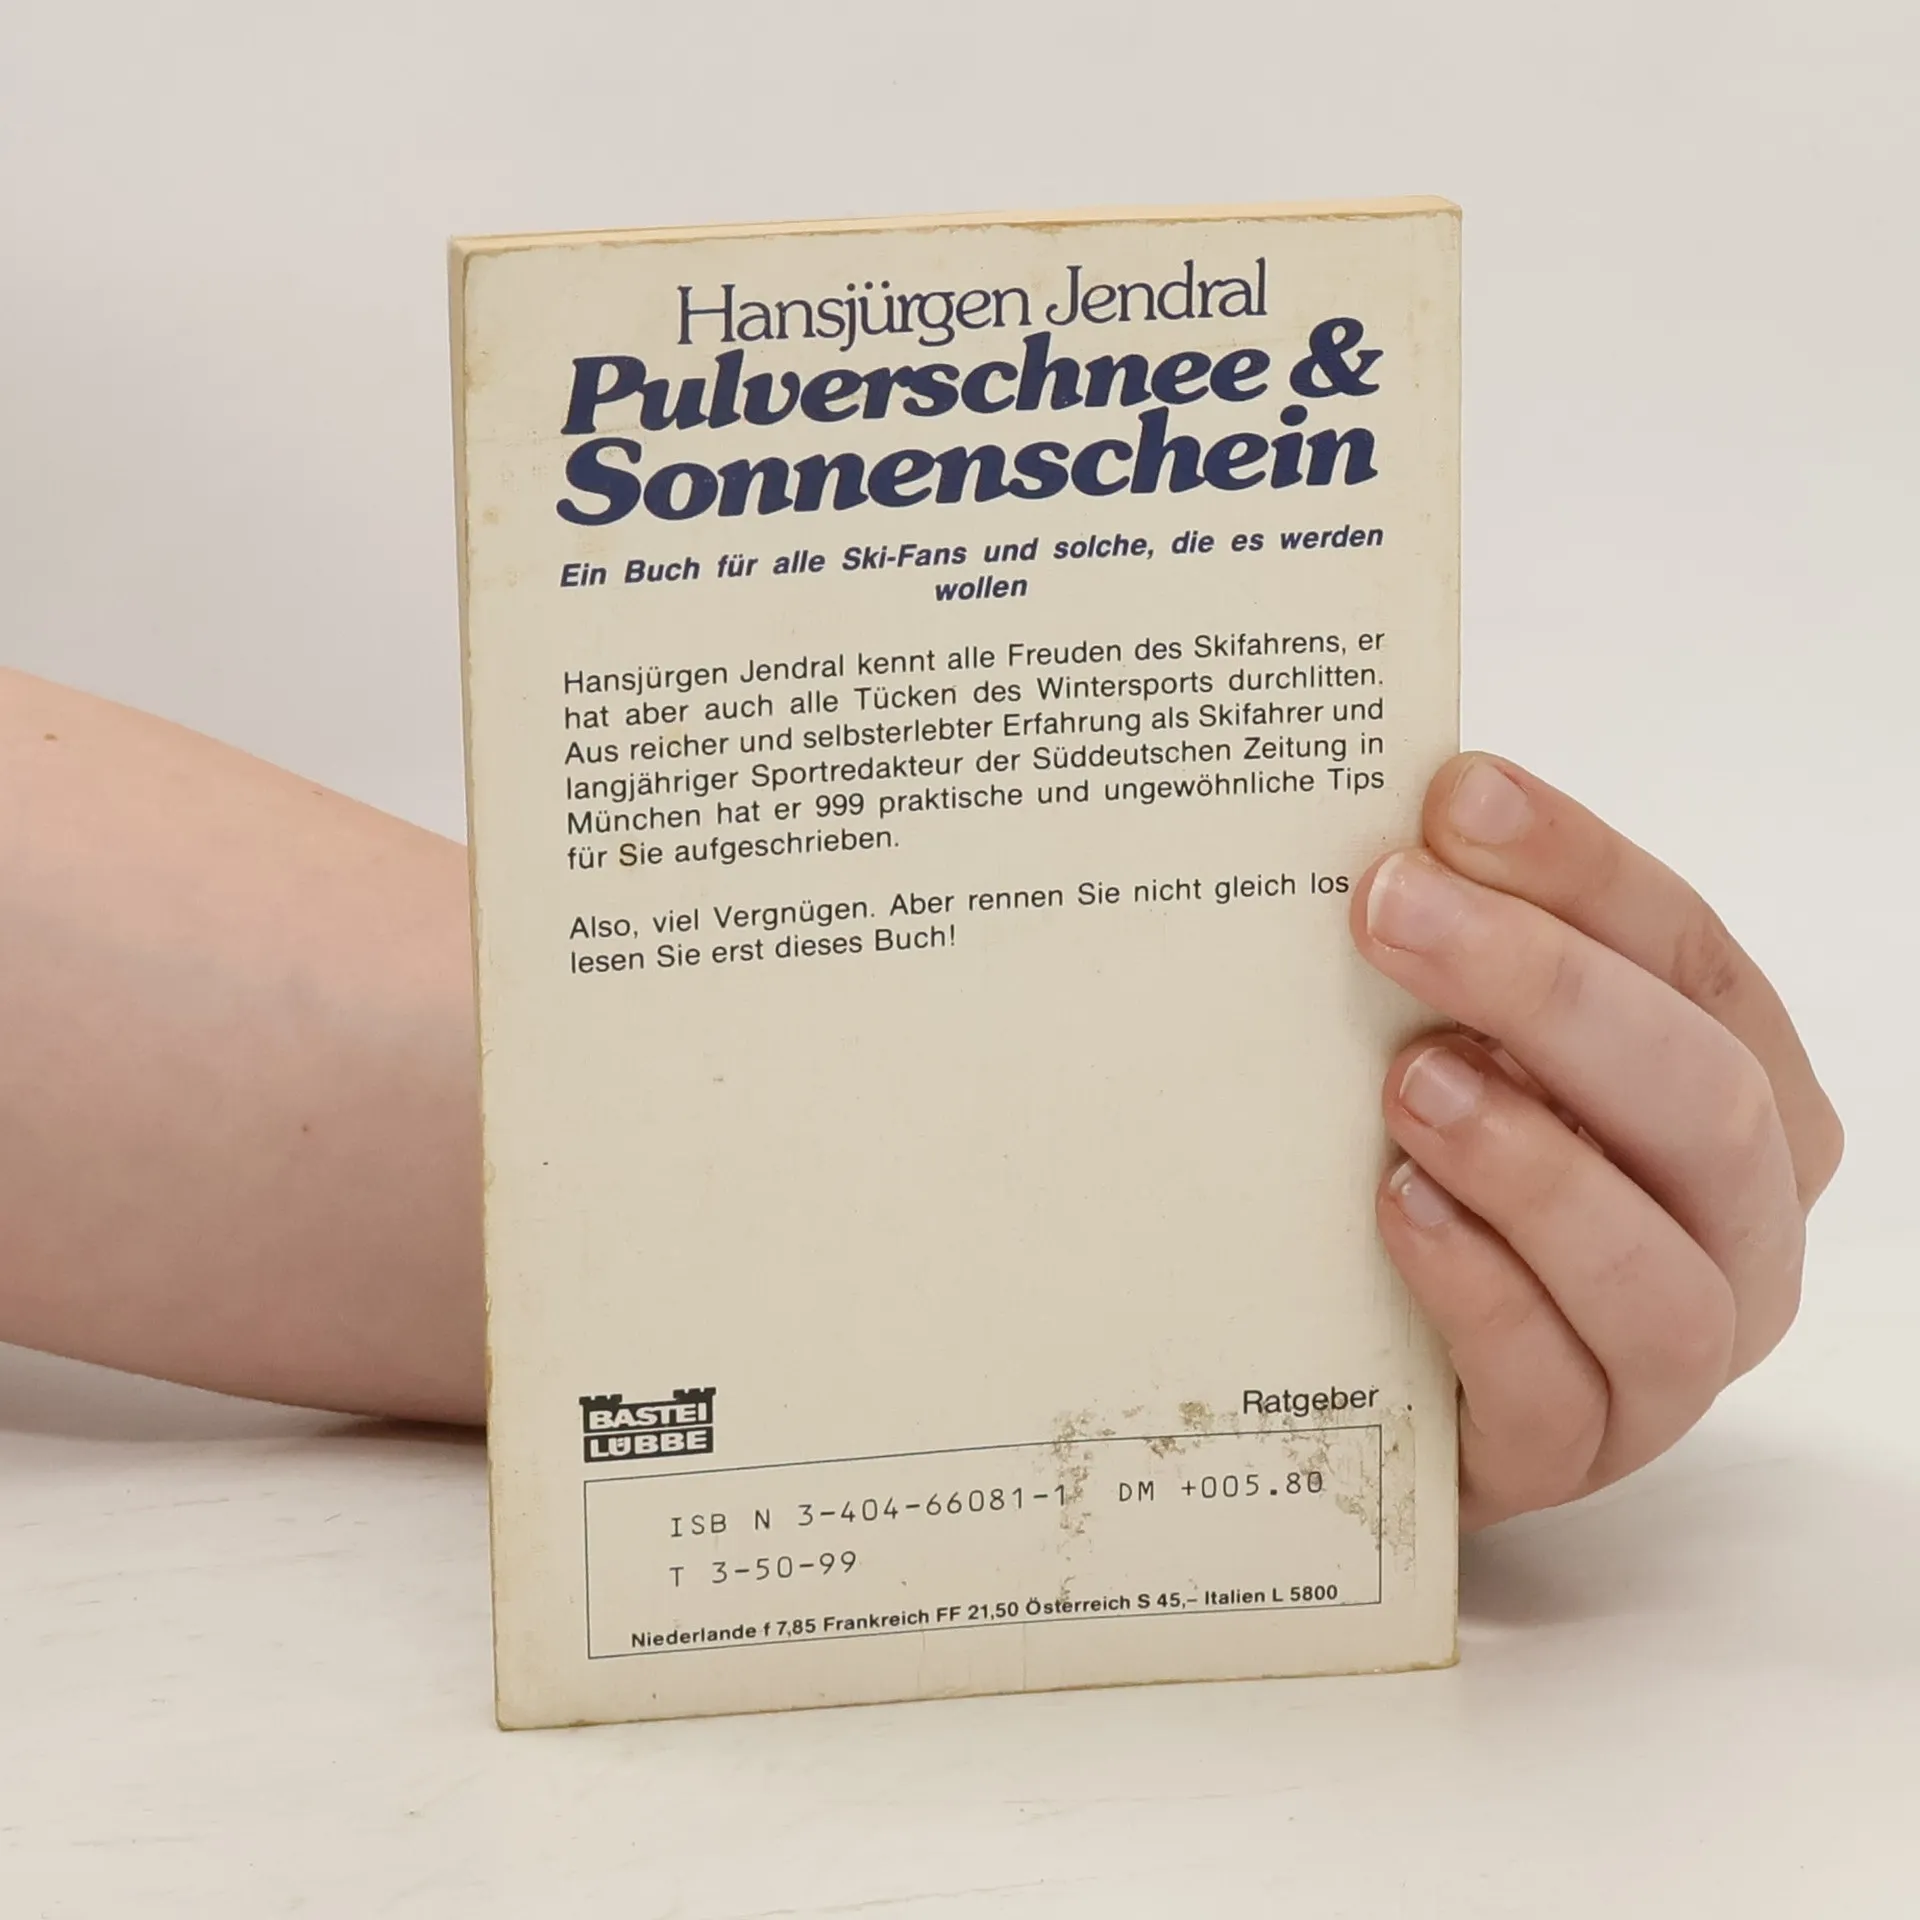 Hansjürgen Jendral
Pulverschnee &
Sonnenschein
Ein Buch für alle Ski-Fans und solche, die es werden
wollen
Hansjürgen Jendral kennt alle Freuden des Skifahrens, er
hat aber auch alle Tücken des Wintersports durchlitten.
Aus reicher und selbsterlebter Erfahrung als Skifahrer und
langjähriger Sportredakteur der Süddeutschen Zeitung in
München hat er 999 praktische und ungewöhnliche Tips
für Sie aufgeschrieben.
Also, viel Vergnügen. Aber rennen Sie nicht gleich los
lesen Sie erst dieses Buch!
BASTEI
LÜBBE
Ratgeber
ISB N 3-404-66081-1 DM +005.80
T 3-50-99
Niederlande f 7,85 Frankreich FF 21,50 Österreich S 45,– Italien L 5800